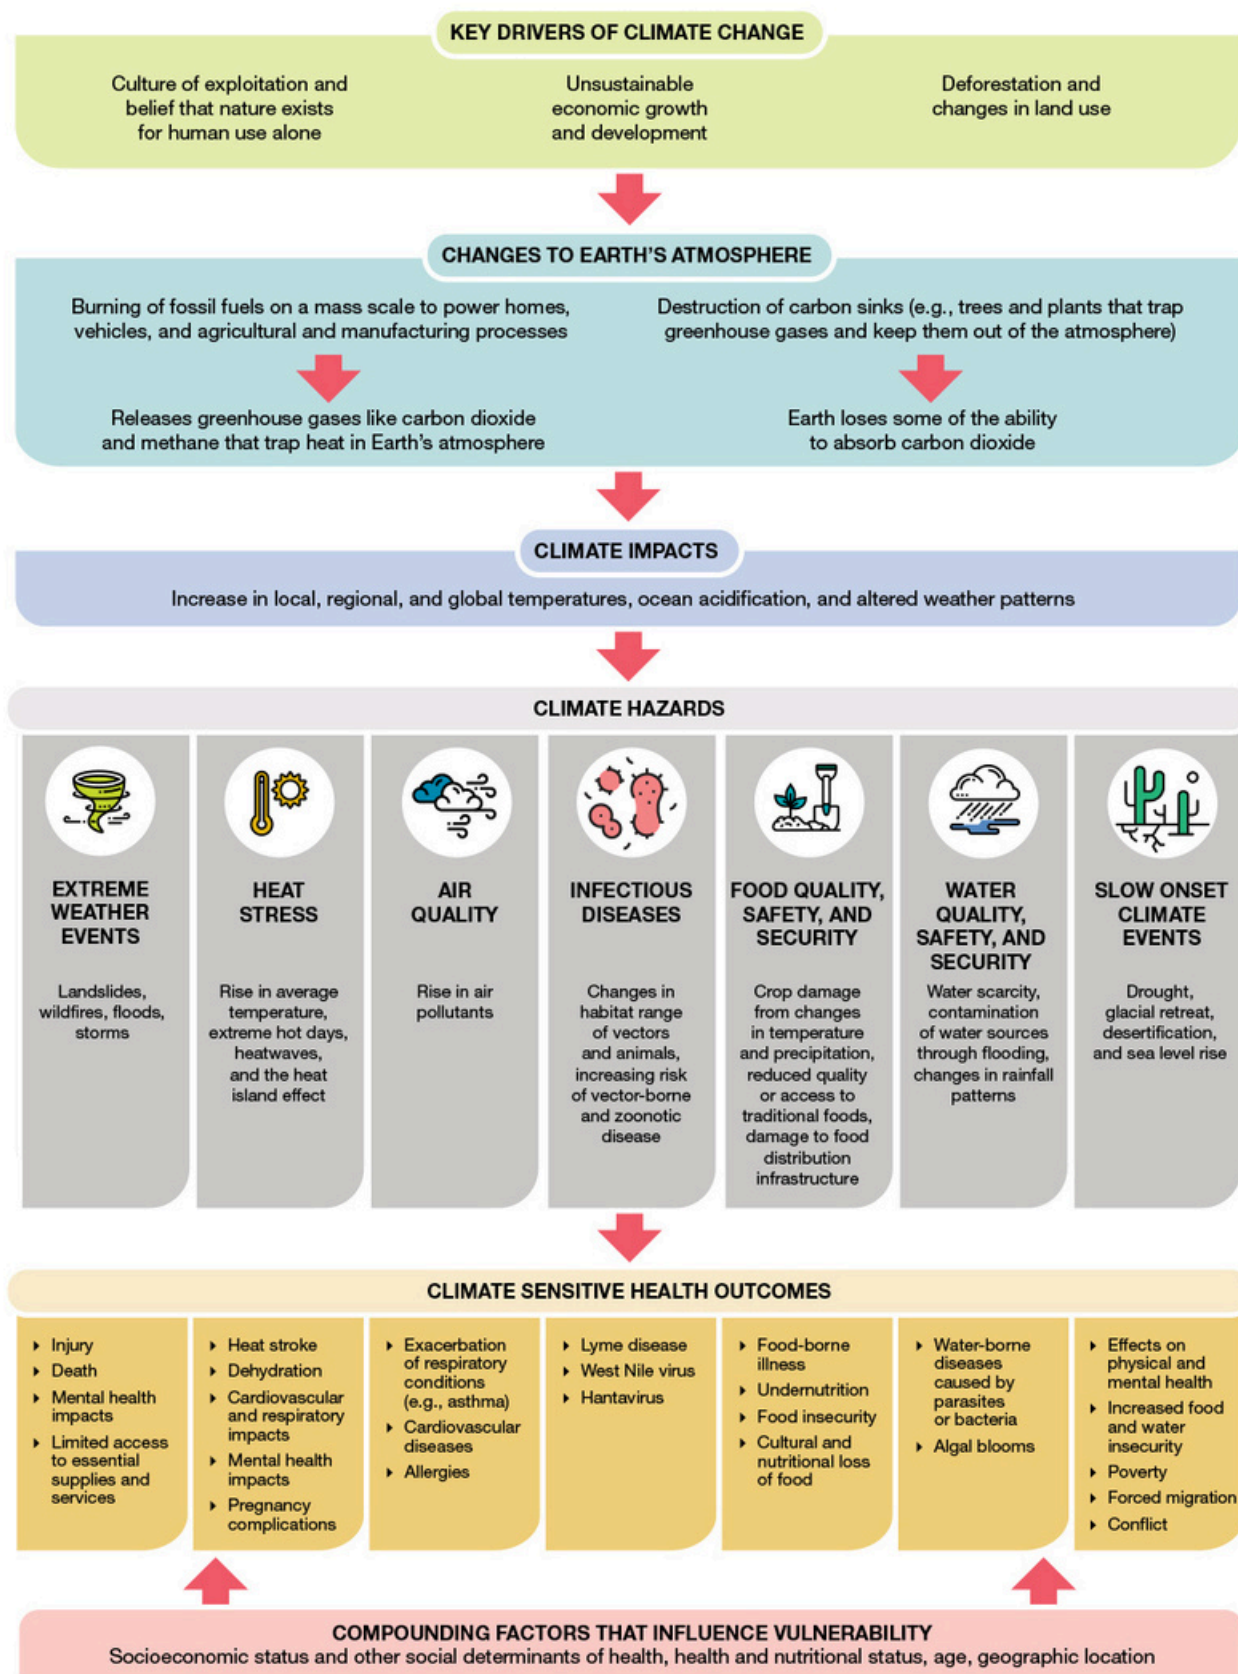 KEY DRIVERS OF CLIMATE CHANGE
Culture of exploitation and
belief that nature exists
for human use alone
Unsustainable
economic growth
and development
Deforestation and
changes in land use
CHANGES TO EARTH'S ATMOSPHERE
Burning of fossil fuels on a mass scale to power homes,
vehicles, and agricultural and manufacturing processes
Releases greenhouse gases like carbon dioxide
and methane that trap heat in Earth's atmosphere
Destruction of carbon sinks (e.g., trees and plants that trap
greenhouse gases and keep them out of the atmosphere)
Earth loses some of the ability
to absorb carbon dioxide
CLIMATE IMPACTS
Increase in local, regional, and global temperatures, ocean acidification, and altered weather patterns
CLIMATE HAZARDS
EXTREME
WEATHER
EVENTS
Landslides,
wildfires, floods,
storms
HEAT
STRESS
Rise in average
temperature,
extreme hot days,
heatwaves,
and the heat
island effect
AIR
QUALITY
Rise in air
pollutants
INFECTIOUS
DISEASES
Changes in
habitat range
of vectors
and animals,
increasing risk
of vector-borne
and zoonotic
disease
FOOD QUALITY,
SAFETY, AND
SECURITY
Crop damage
from changes
in temperature
and precipitation,
reduced quality
or access to
traditional foods,
damage to food
distribution
infrastructure
WATER
QUALITY,
SAFETY, AND
SECURITY
Water scarcity,
contamination
of water sources
through flooding,
changes in rainfall
patterns
SLOW ONSET
CLIMATE
EVENTS
Drought,
glacial retreat,
desertification,
and sea level rise
CLIMATE SENSITIVE HEALTH OUTCOMES
Injury
Death
Mental health
impacts
Limited access
to essential
supplies and
services
Heat stroke
Dehydration
Cardiovascular
and respiratory
impacts
Mental health
impacts
Pregnancy
complications
Exacerbation
of respiratory
conditions
(e.g., asthma)
Cardiovascular
diseases
Allergies
Lyme disease
West Nile virus
Hantavirus
Food-borne
illness
Undernutrition
Food insecurity
Cultural and
nutritional loss
of food
Water-borne
diseases
caused by
parasites
or bacteria
Algal blooms
Effects on
physical and
mental health
Increased food
and water
insecurity
Poverty
Forced migration
Conflict
COMPOUNDING FACTORS THAT INFLUENCE VULNERABILITY
Socioeconomic status and other social determinants of health, health and nutritional status, age, geographic location